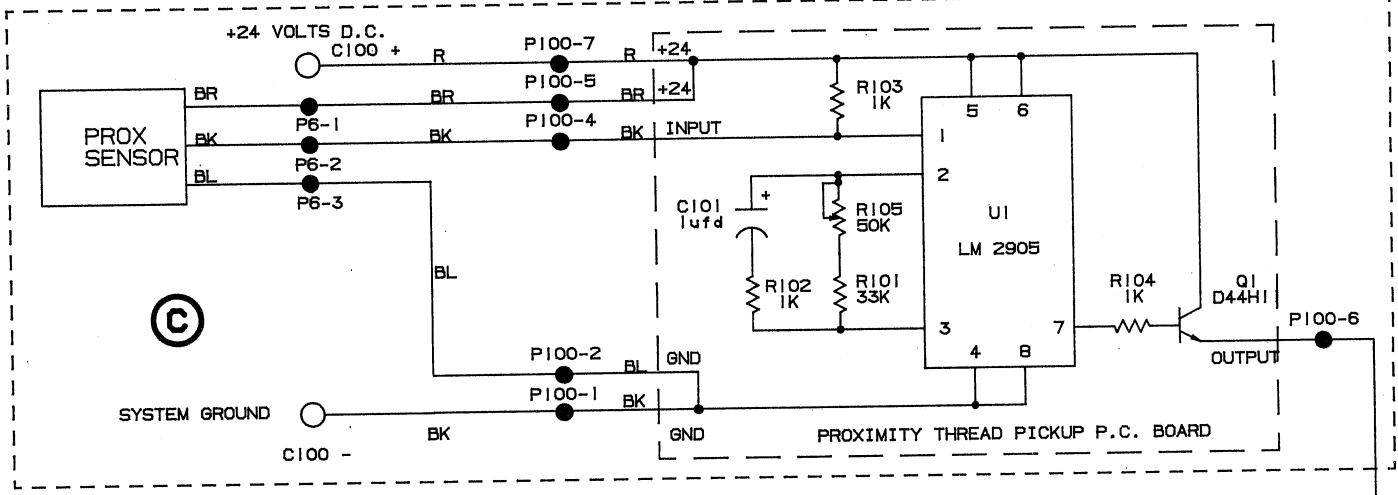 +24 VOLTS D.C.
C100 +
R
P100-7
R
+24
BR
P6-1
BR
P100-5
BR
+24
PROX
SENSOR
BK
P6-2
BK
P100-4
BK
INPUT
BL
P6-3
BL
R103
1K
5
6
1
2
3
4
8
7
U1
LM 2905
C101
1ufd
+
R105
50K
R102
1K
R101
33K
R104
1K
Q1
D44H1
P100-6
OUTPUT
C
P100-2
BL
GND
P100-1
BK
GND
SYSTEM GROUND
BK
C100 -
PROXIMITY THREAD PICKUP P.C. BOARD